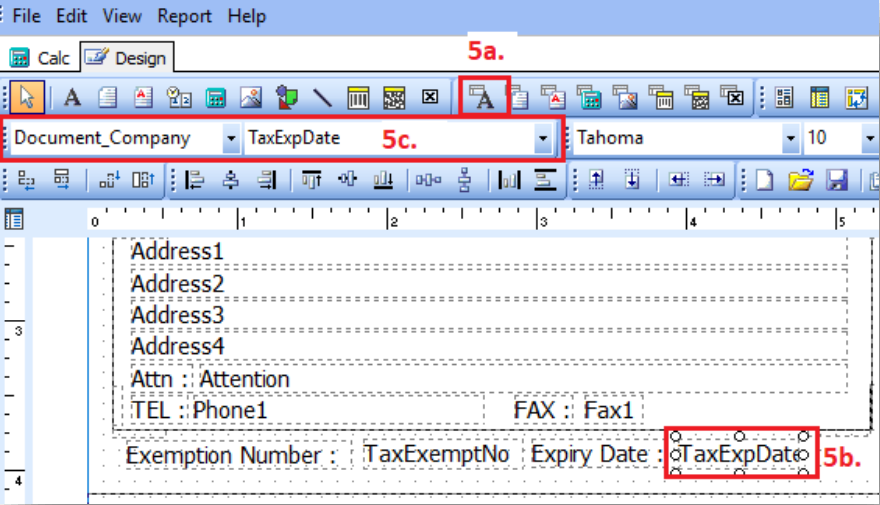 File Edit View Report Help
Calc Design
5a.
Document_Company TaxExpDate 5c. Tahoma 10
0 1 2 3 4 5
Address1
Address2
3 Address3
Address4
Attn : Attention
TEL : Phone1 FAX : Fax1
Exemption Number : TaxExemptNo Expiry Date : TaxExpDate 5b.
4